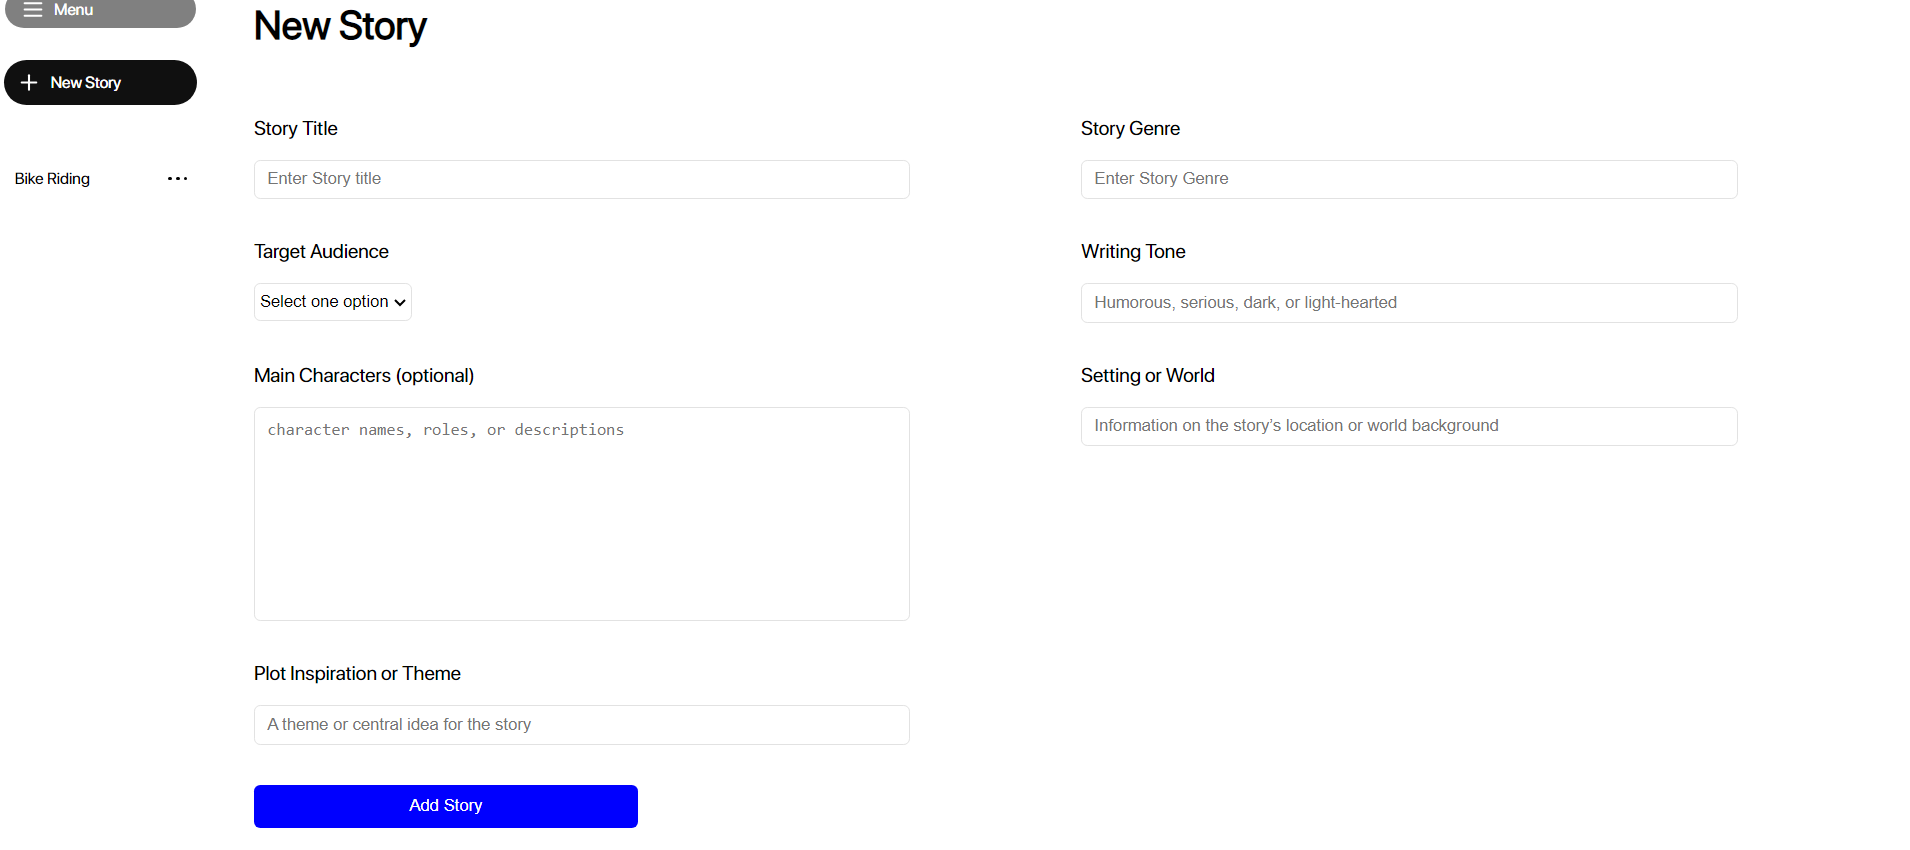 Menu
New Story
Bike Riding
New Story
Story Title
Enter Story title
Story Genre
Enter Story Genre
Target Audience
Select one option
Writing Tone
Humorous, serious, dark, or light-hearted
Main Characters (optional)
character names, roles, or descriptions
Setting or World
Information on the story’s location or world background
Plot Inspiration or Theme
A theme or central idea for the story
Add Story